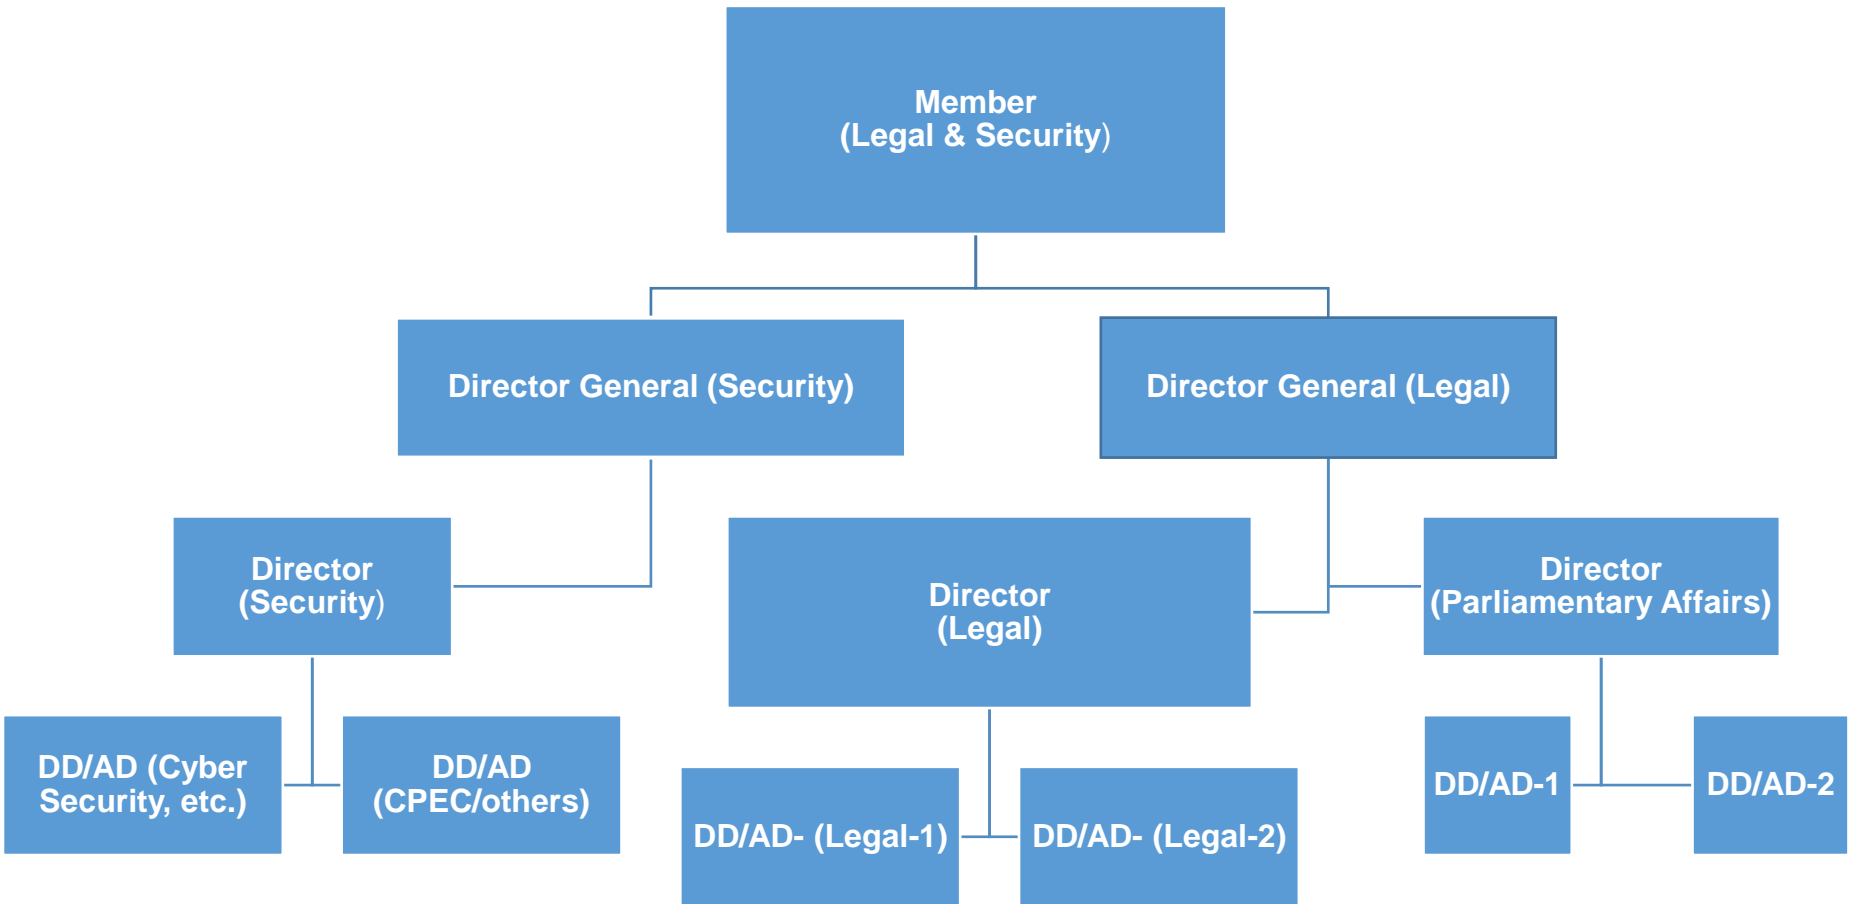 Member
(Legal & Security)
Director General (Security)
Director General (Legal)
Director
(Security)
Director
(Legal)
Director
(Parliamentary Affairs)
DD/AD (Cyber
Security, etc.)
DD/AD
(CPEC/others)
DD/AD- (Legal-1)
DD/AD- (Legal-2)
DD/AD-1
DD/AD-2